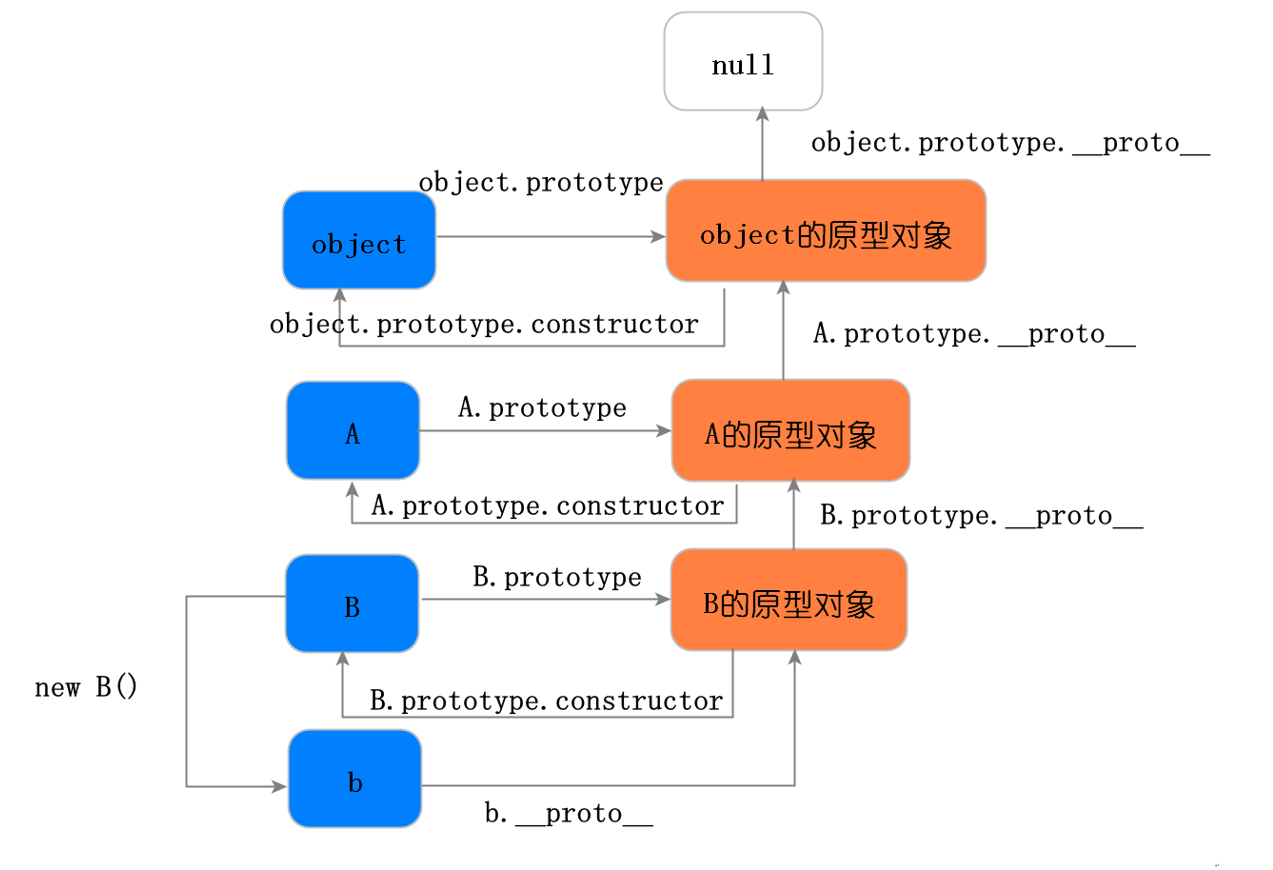 null
object.prototype.__proto__
object.prototype
object
object的原型对象
object.prototype.constructor
A.prototype.__proto__
A.prototype
A
A的原型对象
A.prototype.constructor
B.prototype.__proto__
B.prototype
B
B的原型对象
new B()
B.prototype.constructor
b
b.__proto__